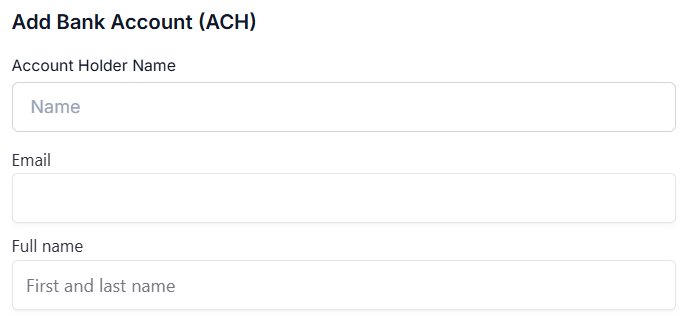 Add Bank Account (ACH)
Account Holder Name
Name
Email
Full name
First and last name